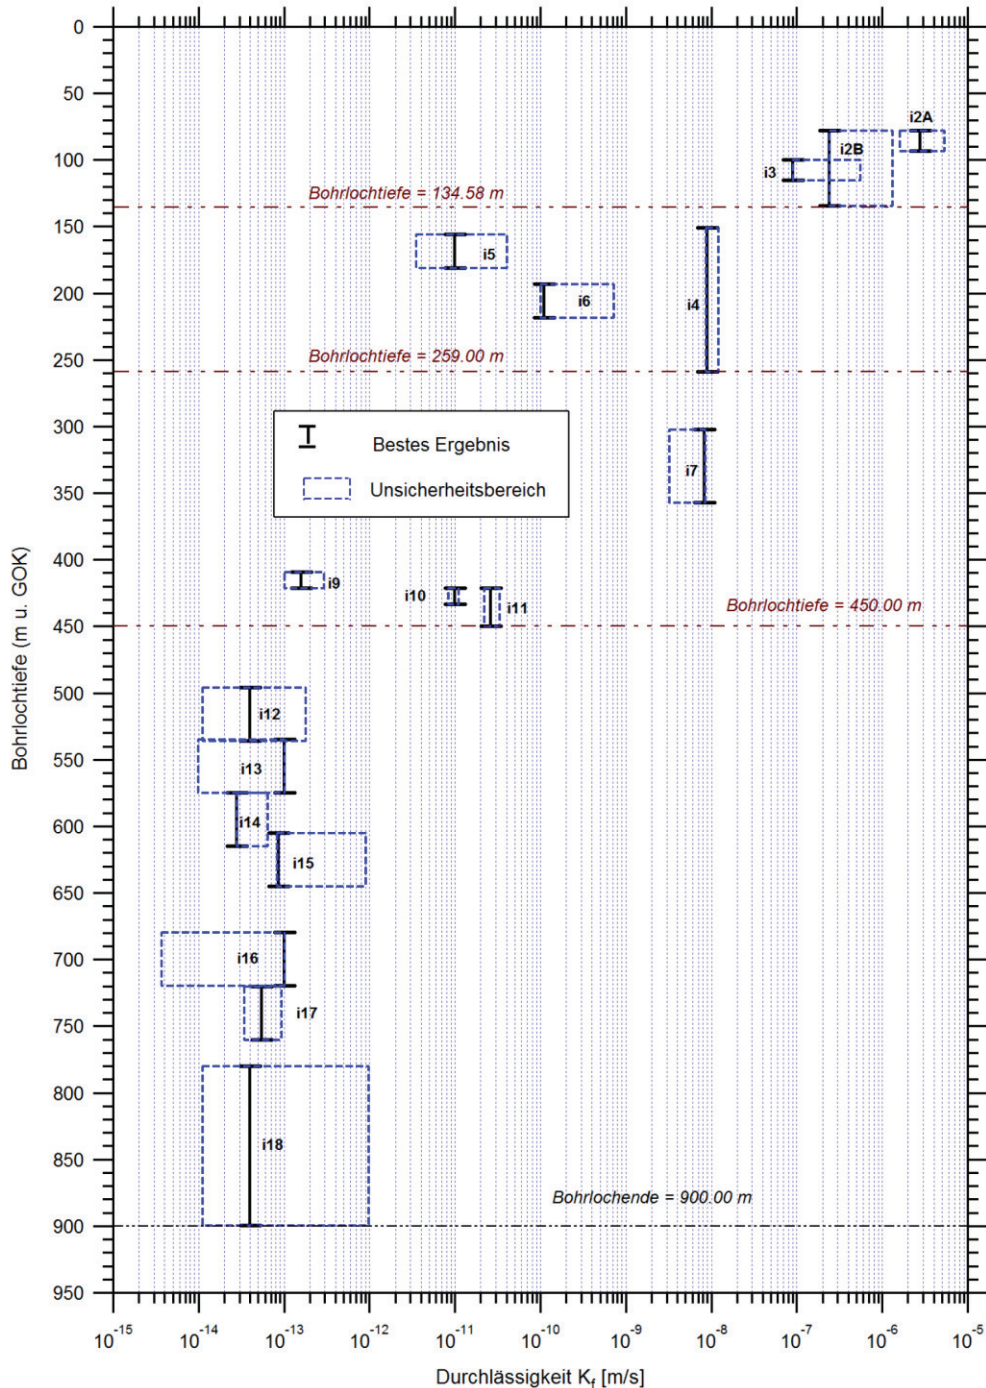 0
50
i2A
100
i2B
i3
Bohrlochtiefe = 134.58 m
150
i5
200
i6
i4
250
Bohrlochtiefe = 259.00 m
300
Bestes Ergebnis
i7
350
Unsicherheitsbereich
400
i9
i10
i11
Bohrlochtiefe = 450.00 m
450
500
i12
550
i13
600
i14
i15
650
700
i16
i17
750
800
i18
850
Bohrlochende = 900.00 m
900
950
Bohrlochtiefe (m u. GOK)
10⁻¹⁵ 10⁻¹⁴ 10⁻¹³ 10⁻¹² 10⁻¹¹ 10⁻¹⁰ 10⁻⁹ 10⁻⁸ 10⁻⁷ 10⁻⁶ 10⁻⁵
Durchlässigkeit K_f [m/s]